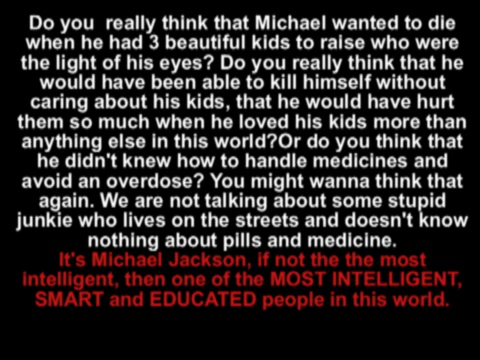 Do you  really think that Michael wanted to die
when he had 3 beautiful kids to raise who were
the light of his eyes? Do you really think that he
would have been able to kill himself without
caring about his kids, that he would have hurt
them so much when he loved his kids more than
anything else in this world?Or do you think that
he didn't knew how to handle medicines and
avoid an overdose? You might wanna think that
again. We are not talking about some stupid
junkie who lives on the streets and doesn't know
nothing about pills and medicine.
It's Michael Jackson, if not the the most
intelligent, then one of the MOST INTELLIGENT,
SMART and EDUCATED people in this world.